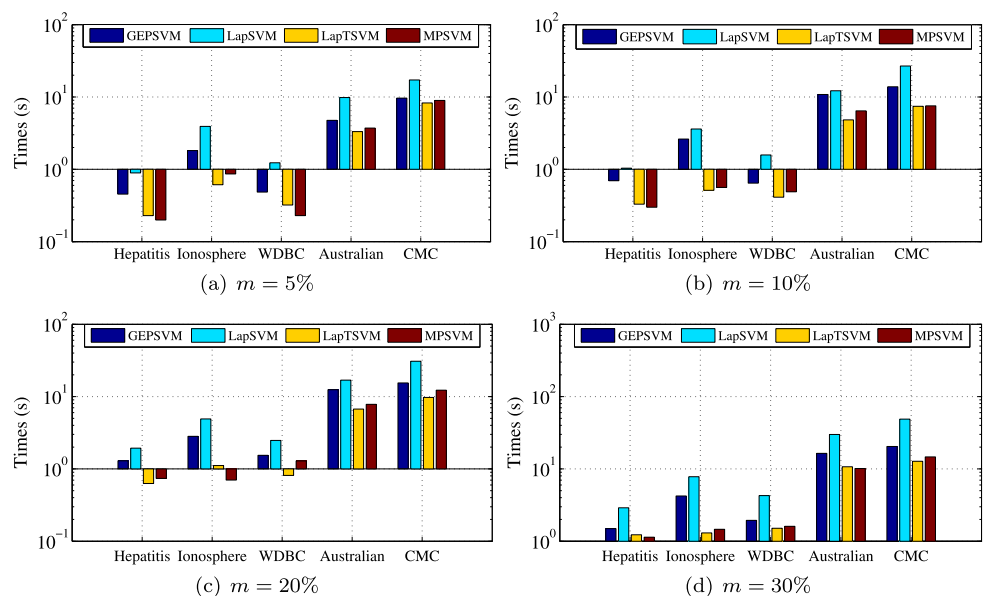 GEPSVM LapSVM LapTSVM MPSVM
Times (s)
10^2
10^1
10^0
10^-1
Hepatitis Ionosphere WDBC Australian CMC
(a) m = 5%
GEPSVM LapSVM LapTSVM MPSVM
Times (s)
10^2
10^1
10^0
10^-1
Hepatitis Ionosphere WDBC Australian CMC
(b) m = 10%
GEPSVM LapSVM LapTSVM MPSVM
Times (s)
10^2
10^1
10^0
10^-1
Hepatitis Ionosphere WDBC Australian CMC
(c) m = 20%
GEPSVM LapSVM LapTSVM MPSVM
Times (s)
10^3
10^2
10^1
10^0
Hepatitis Ionosphere WDBC Australian CMC
(d) m = 30%